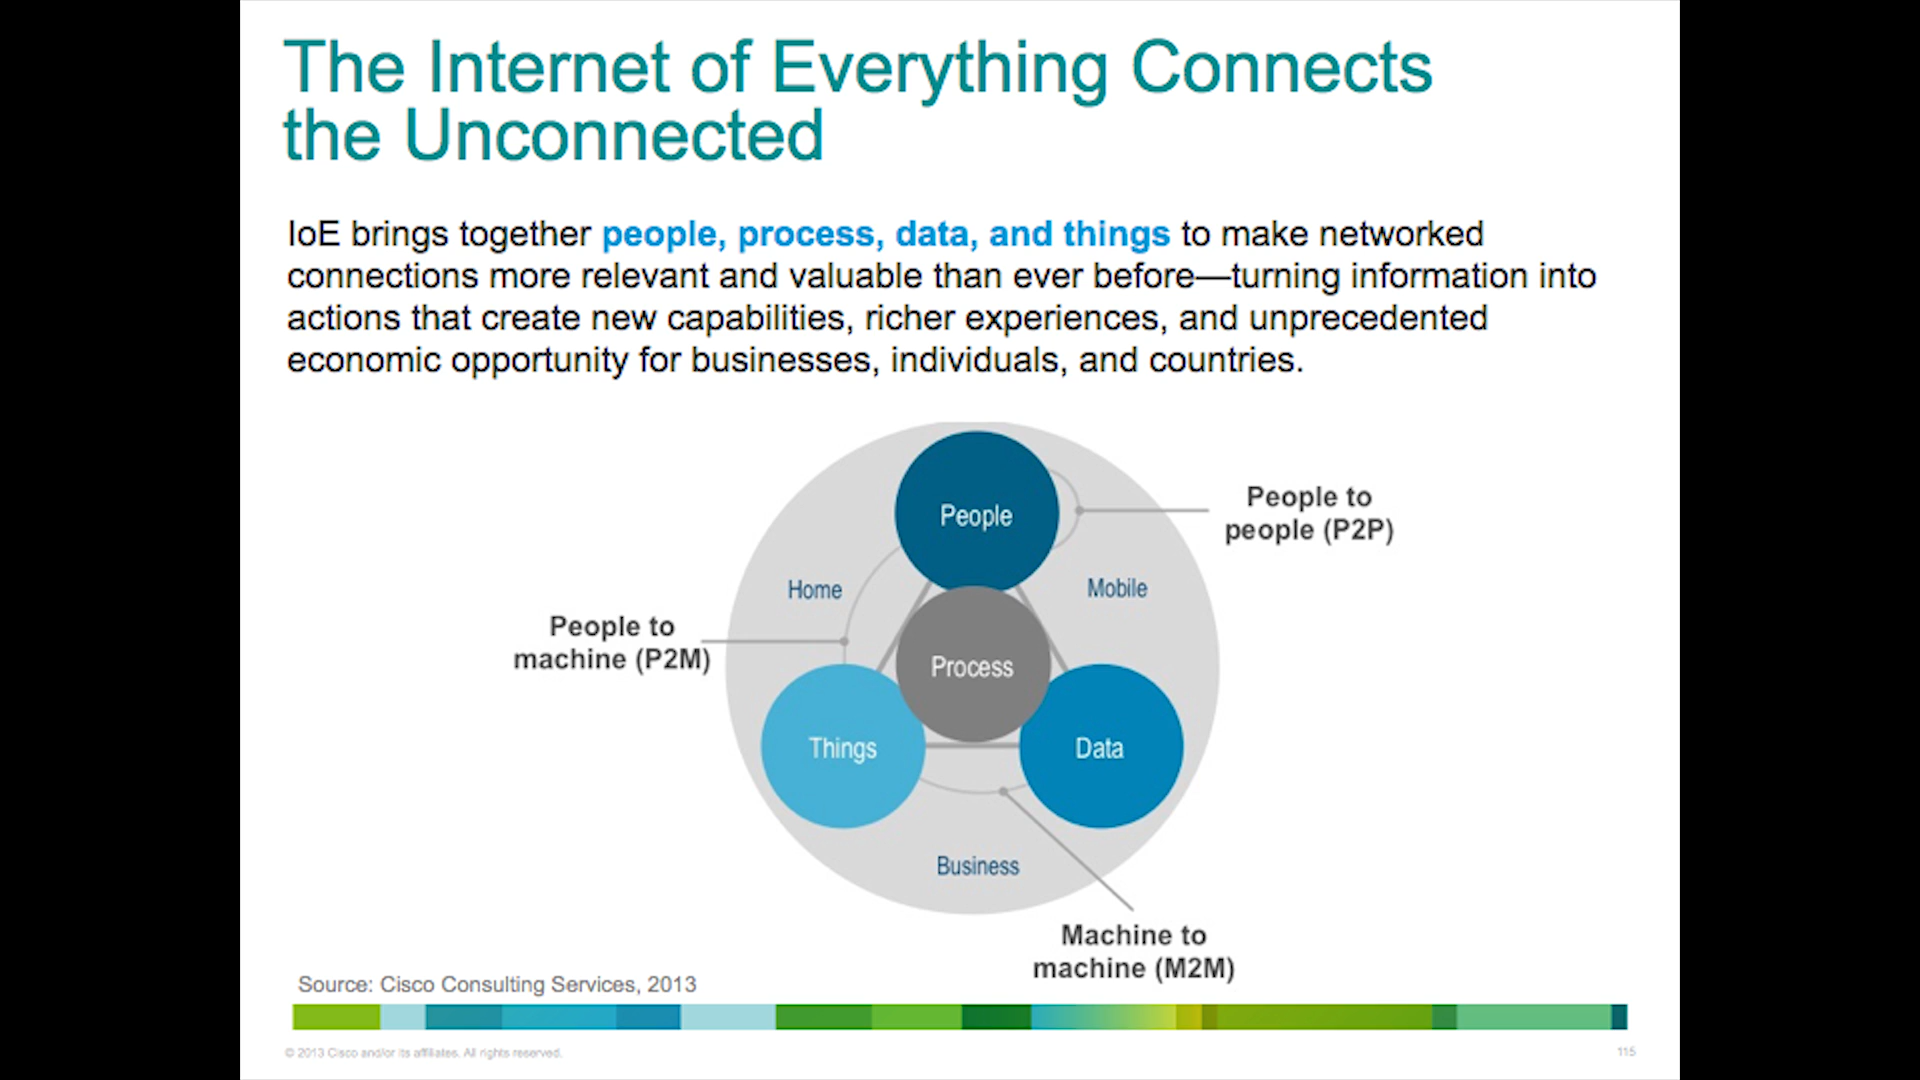 The Internet of Everything Connects
the Unconnected
IoE brings together people, process, data, and things to make networked
connections more relevant and valuable than ever before—turning information into
actions that create new capabilities, richer experiences, and unprecedented
economic opportunity for businesses, individuals, and countries.
People
People to
people (P2P)
Home
Mobile
People to
machine (P2M)
Process
Things
Data
Business
Machine to
machine (M2M)
Source: Cisco Consulting Services, 2013
© 2013 Cisco and/or its affiliates. All rights reserved.
115